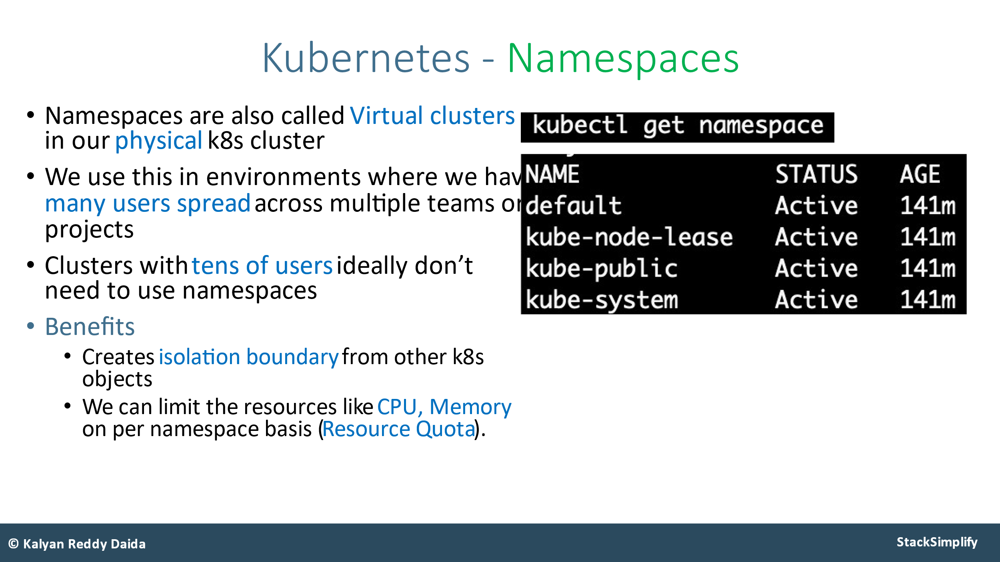 Kubernetes - Namespaces
• Namespaces are also called Virtual clusters
in our physical k8s cluster
• We use this in environments where we hav
many users spread across multiple teams or
projects
• Clusters with tens of users ideally don’t
need to use namespaces
• Benefits
• Creates isolation boundary from other k8s
objects
• We can limit the resources like CPU, Memory
on per namespace basis (Resource Quota).
kubectl get namespace
NAME STATUS AGE
default Active 141m
kube-node-lease Active 141m
kube-public Active 141m
kube-system Active 141m
© Kalyan Reddy Daida
StackSimplify